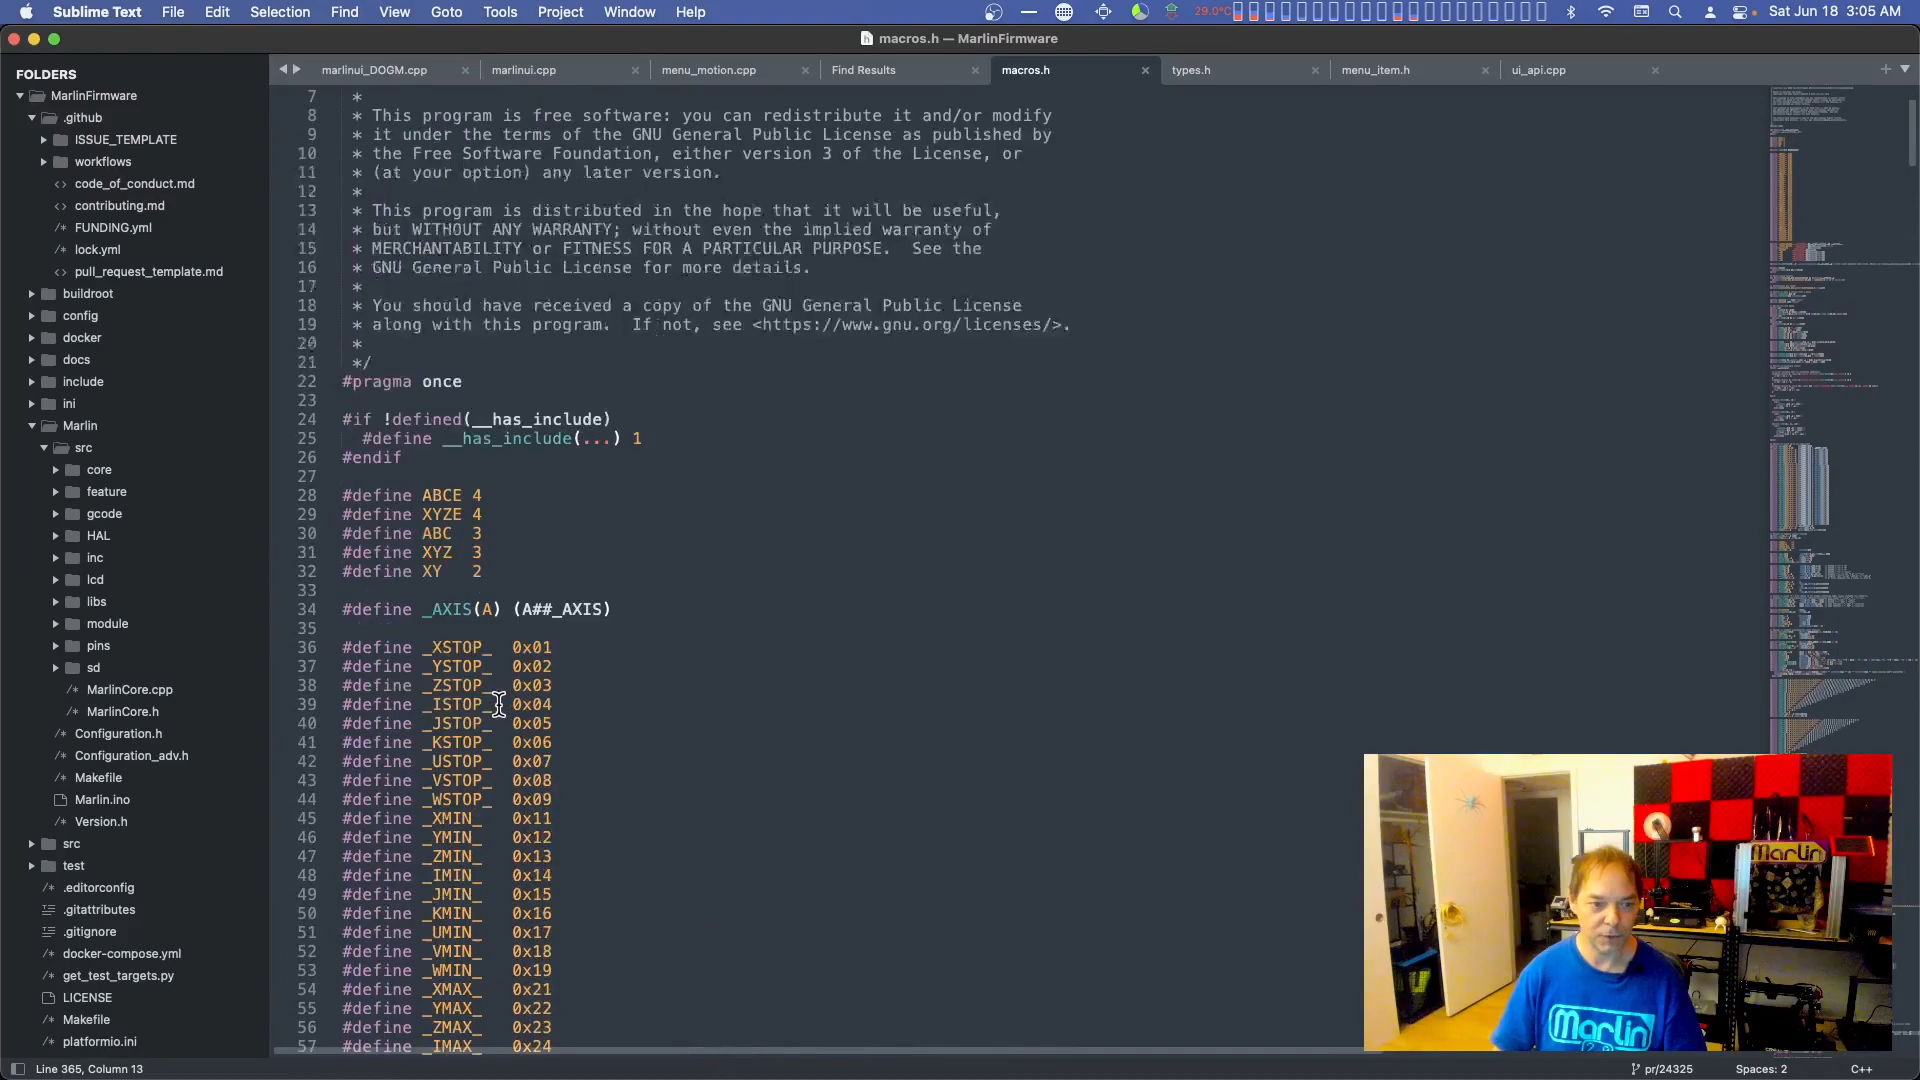 Sublime Text File Edit Selection Find View Goto Tools Project Window Help 29.0°C Sat Jun 18 3:05 AM
macros.h — MarlinFirmware
marlinui_DOGM.cpp marlinui.cpp menu_motion.cpp Find Results macros.h types.h menu_item.h ui_api.cpp
FOLDERS
MarlinFirmware
.github
ISSUE_TEMPLATE
workflows
code_of_conduct.md
contributing.md
FUNDING.yml
lock.yml
pull_request_template.md
buildroot
config
docker
docs
include
ini
Marlin
src
core
feature
gcode
HAL
inc
lcd
libs
module
pins
sd
MarlinCore.cpp
MarlinCore.h
Configuration.h
Configuration_adv.h
Makefile
Marlin.ino
Version.h
src
test
.editorconfig
.gitattributes
.gitignore
docker-compose.yml
get_test_targets.py
LICENSE
Makefile
platformio.ini
7 *
8 * This program is free software: you can redistribute it and/or modify
9 * it under the terms of the GNU General Public License as published by
10 * the Free Software Foundation, either version 3 of the License, or
11 * (at your option) any later version.
12 *
13 * This program is distributed in the hope that it will be useful,
14 * but WITHOUT ANY WARRANTY; without even the implied warranty of
15 * MERCHANTABILITY or FITNESS FOR A PARTICULAR PURPOSE.  See the
16 * GNU General Public License for more details.
17 *
18 * You should have received a copy of the GNU General Public License
19 * along with this program.  If not, see <https://www.gnu.org/licenses/>.
20 *
21 */
22 #pragma once
23
24 #if !defined(__has_include)
25   #define __has_include(...) 1
26 #endif
27
28 #define ABCE 4
29 #define XYZE 4
30 #define ABC  3
31 #define XYZ  3
32 #define XY   2
33
34 #define _AXIS(A) (A##_AXIS)
35
36 #define _XSTOP_  0x01
37 #define _YSTOP_  0x02
38 #define _ZSTOP_  0x03
39 #define _ISTOP_  0x04
40 #define _JSTOP_  0x05
41 #define _KSTOP_  0x06
42 #define _USTOP_  0x07
43 #define _VSTOP_  0x08
44 #define _WSTOP_  0x09
45 #define _XMIN_   0x11
46 #define _YMIN_   0x12
47 #define _ZMIN_   0x13
48 #define _IMIN_   0x14
49 #define _JMIN_   0x15
50 #define _KMIN_   0x16
51 #define _UMIN_   0x17
52 #define _VMIN_   0x18
53 #define _WMIN_   0x19
54 #define _XMAX_   0x21
55 #define _YMAX_   0x22
56 #define _ZMAX_   0x23
57 #define _IMAX_   0x24
Marlin
Marlin
Line 365, Column 13 pr/24325 Spaces: 2 C++